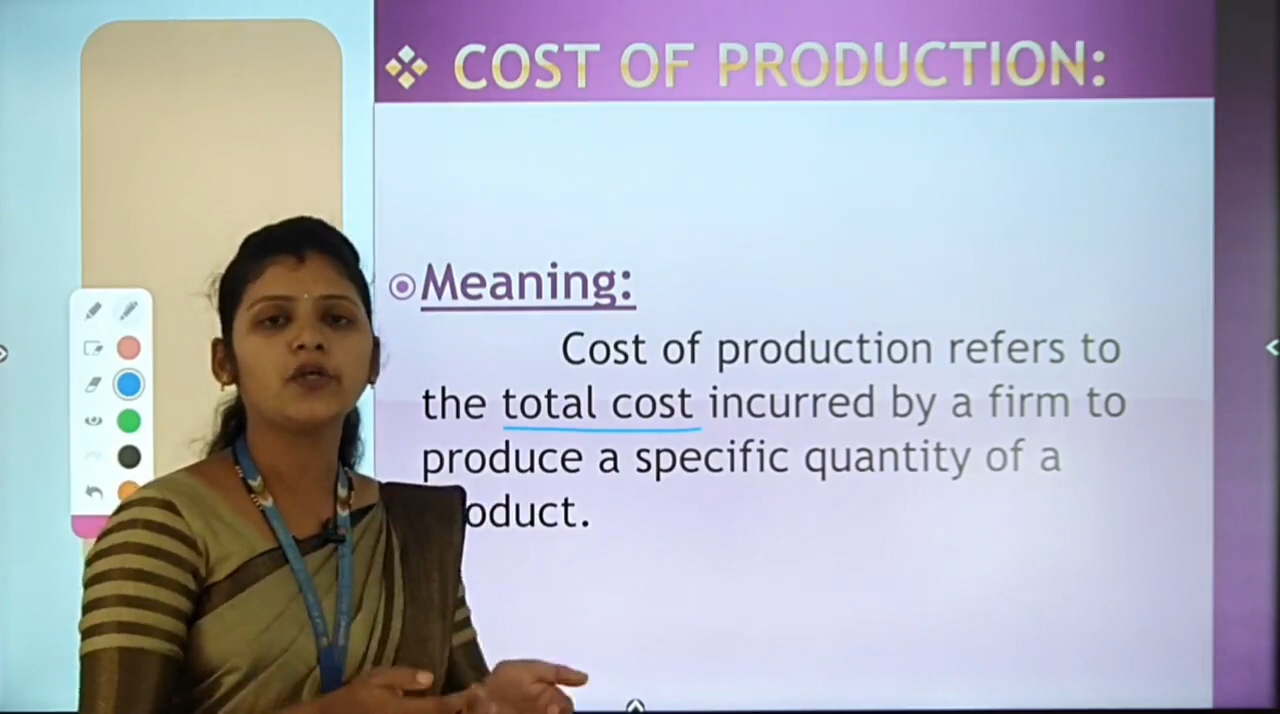 COST OF PRODUCTION:
Meaning:
Cost of production refers to
the total cost incurred by a firm to
produce a specific quantity of a
oduct.